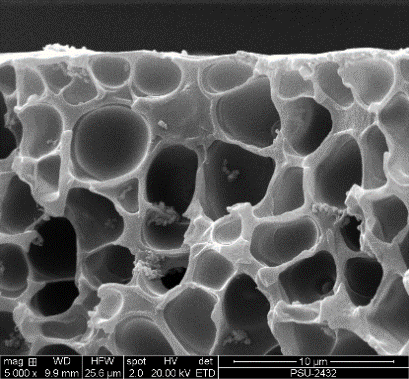 mag WD HFW spot HV det 10 µm
5 000 x 9.9 mm 25.6 µm 2.0 20.00 kV ETD PSU-2432